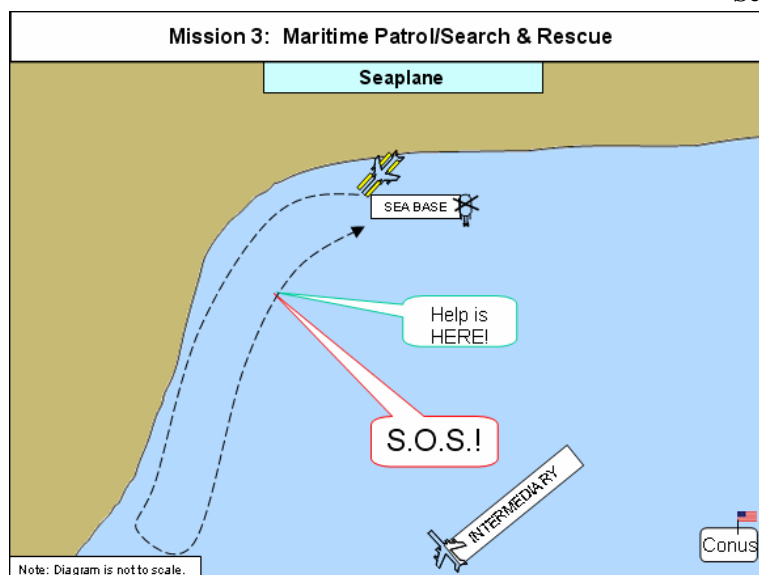 Mission 3: Maritime Patrol/Search & Rescue
Seaplane
SEA BASE
Help is
HERE!
S.O.S.!
INTERMEDIARY
Conus
Note: Diagram is not to scale.